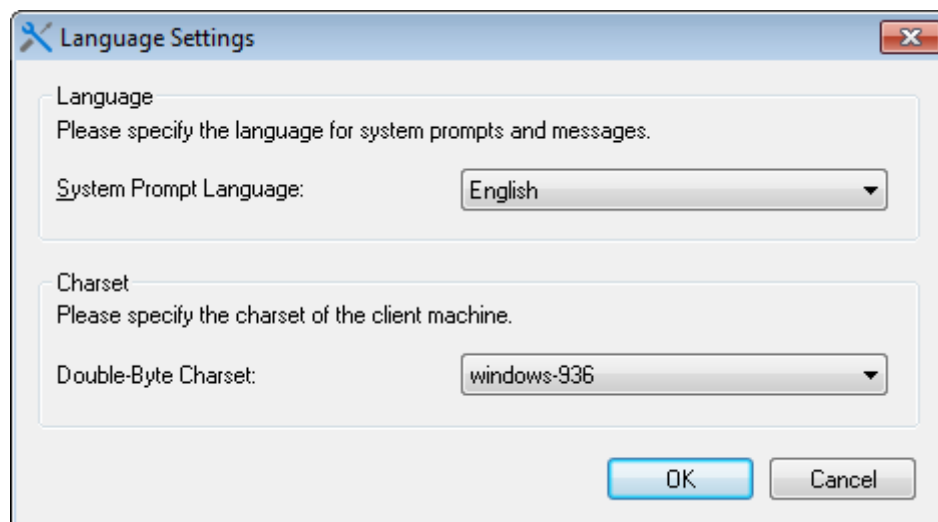 Language Settings
Language
Please specify the language for system prompts and messages.
System Prompt Language:
English
Charset
Please specify the charset of the client machine.
Double-Byte Charset:
windows-936
OK
Cancel